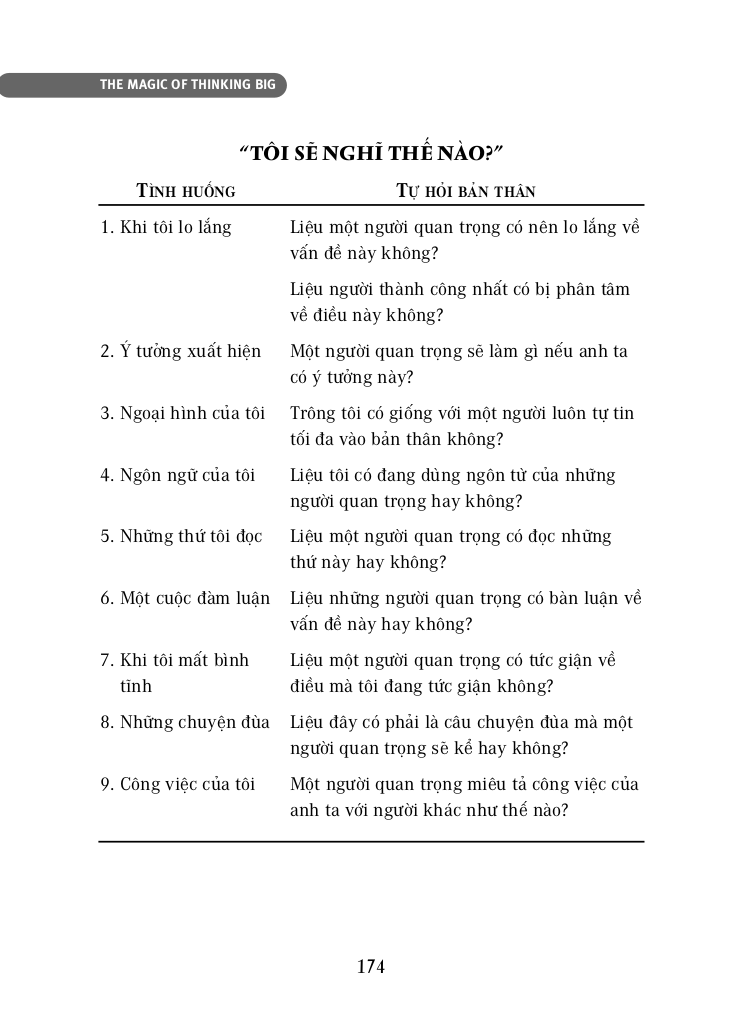 THE MAGIC OF THINKING BIG
“TÔI SẼ NGHĨ THẾ NÀO?”
TÌNH HUỐNG TỰ HỎI BẢN THÂN
1. Khi tôi lo lắng Liệu một người quan trọng có nên lo lắng về
vấn đề này không?
Liệu người thành công nhất có bị phân tâm
về điều này không?
2. Ý tưởng xuất hiện Một người quan trọng sẽ làm gì nếu anh ta
có ý tưởng này?
3. Ngoại hình của tôi Trông tôi có giống với một người luôn tự tin
tối đa vào bản thân không?
4. Ngôn ngữ của tôi Liệu tôi có đang dùng ngôn từ của những
người quan trọng hay không?
5. Những thứ tôi đọc Liệu một người quan trọng có đọc những
thứ này hay không?
6. Một cuộc đàm luận Liệu những người quan trọng có bàn luận về
vấn đề này hay không?
7. Khi tôi mất bình Liệu một người quan trọng có tức giận về
tĩnh điều mà tôi đang tức giận không?
8. Những chuyện đùa Liệu đây có phải là câu chuyện đùa mà một
người quan trọng sẽ kể hay không?
9. Công việc của tôi Một người quan trọng miêu tả công việc của
anh ta với người khác như thế nào?
174